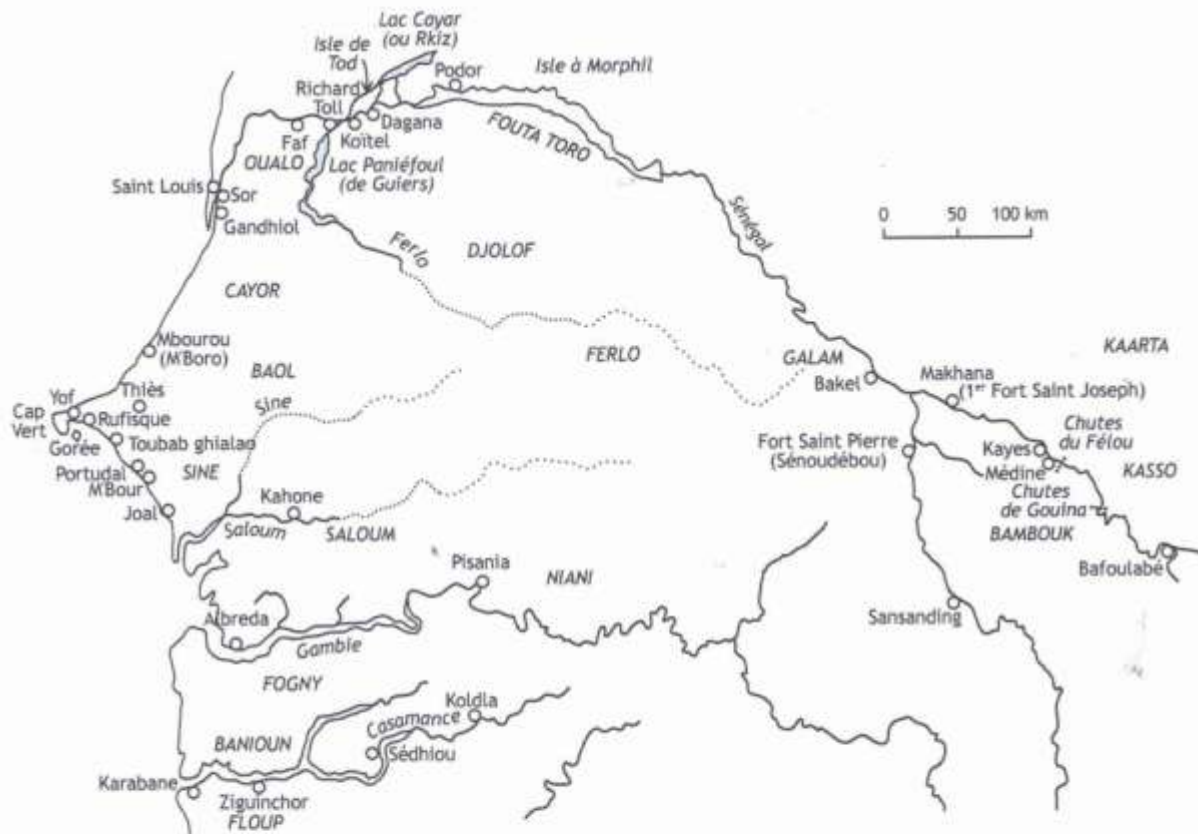 Lac Cayar
(ou Rkiz)
Isle de
Tod
Podor
Isle à Morphil
Richard
Toll
Dagana
FOUTA TORO
Faf
Koïtel
OUALO
Lac Paniéfoul
(de Guiers)
Saint Louis
Sor
Gandhiol
Sénégal
0 50 100 km
Ferlo
DJOLOF
CAYOR
Mbourou
(M'Boro)
FERLO
GALAM
KAARTA
BAOL
Bakel
Makhana
(1er Fort Saint Joseph)
Thiès
Yof
Cap
Vert
Rufisque
Sine
Gorée
Toubab ghialao
Chutes
du Félou
Fort Saint Pierre
(Sénoudébou)
Kayes
Portudal
SINE
Médine
KASSO
M'Bour
Kahone
Chutes
de Gouina
Joal
Saloum
SALOUM
BAMBOUK
Pisania
NIANI
Bafoulabé
Albreda
Sansanding
Gambie
FOGNY
Koldla
Casamance
BANIOUN
Sédhiou
Karabane
Ziguinchor
FLOUP